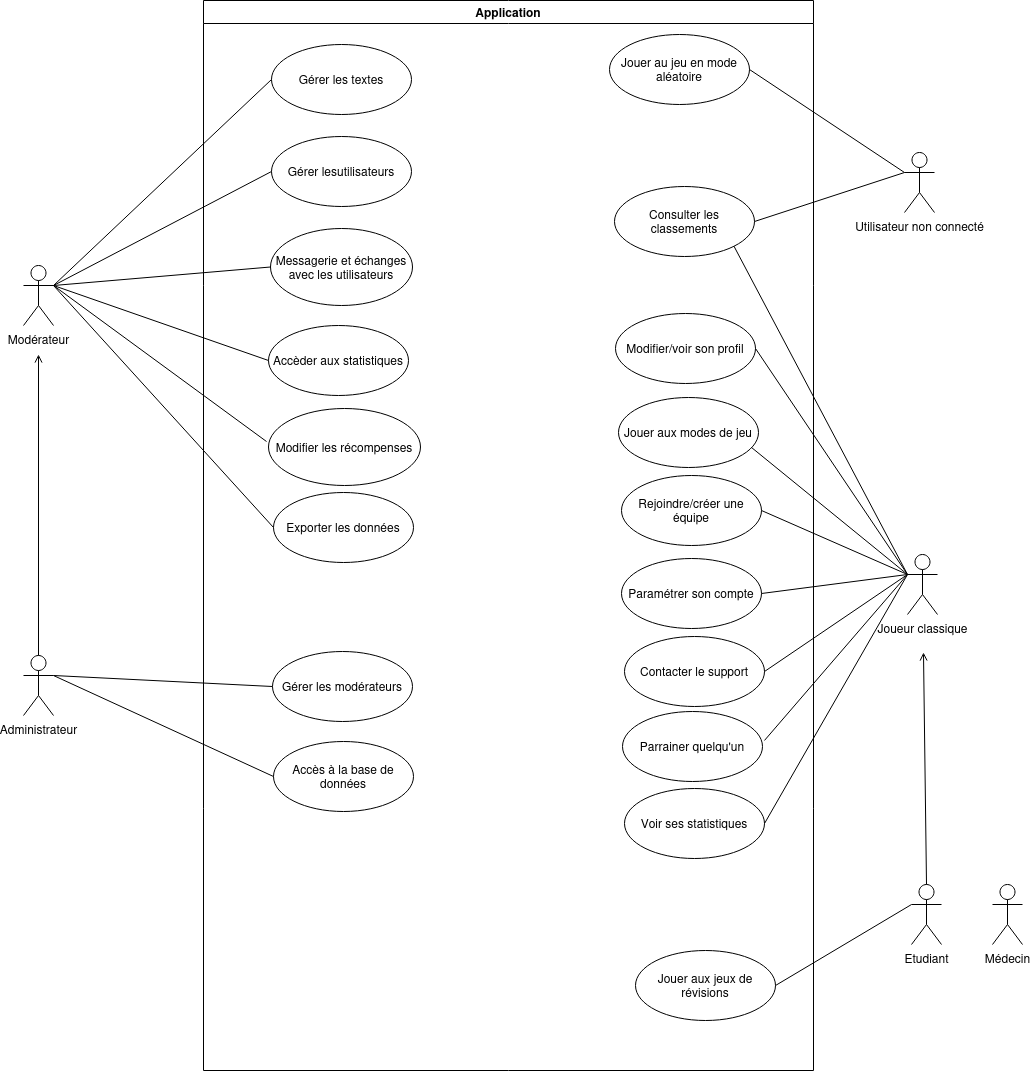 Application
Gérer les textes
Gérer lesutilisateurs
Messagerie et échanges
avec les utilisateurs
Accèder aux statistiques
Modifier les récompenses
Exporter les données
Gérer les modérateurs
Accès à la base de
données
Modérateur
Administrateur
Jouer au jeu en mode
aléatoire
Consulter les
classements
Modifier/voir son profil
Jouer aux modes de jeu
Rejoindre/créer une
équipe
Paramétrer son compte
Contacter le support
Parrainer quelqu'un
Voir ses statistiques
Jouer aux jeux de
révisions
Utilisateur non connecté
Joueur classique
Etudiant
Médecin